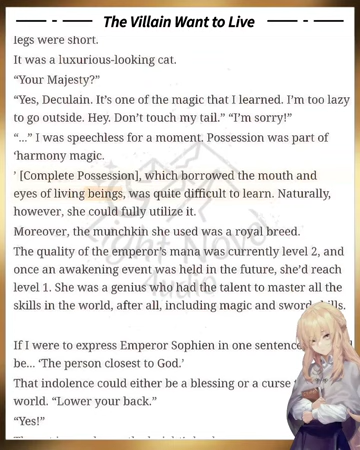 The Villain Want to Live
legs were short.
It was a luxurious-looking cat.
“Your Majesty?”
“Yes, Deculain. It’s one of the magic that I learned. I’m too lazy
to go outside. Hey. Don’t touch my tail.” “I’m sorry!”
“...” I was speechless for a moment. Possession was part of
‘harmony magic.
’ [Complete Possession], which borrowed the mouth and
eyes of living beings, was quite difficult to learn. Naturally,
however, she could fully utilize it.
Moreover, the munchkin she used was a royal breed.
The quality of the emperor’s mana was currently level 2, and
once an awakening event was held in the future, she’d reach
level 1. She was a genius who had the talent to master all the
skills in the world, after all, including magic and sword
If I were to express Emperor Sophien in one sentence
be... ‘The person closest to God.’
That indolence could either be a blessing or a curse
world. “Lower your back.”
“Yes!”